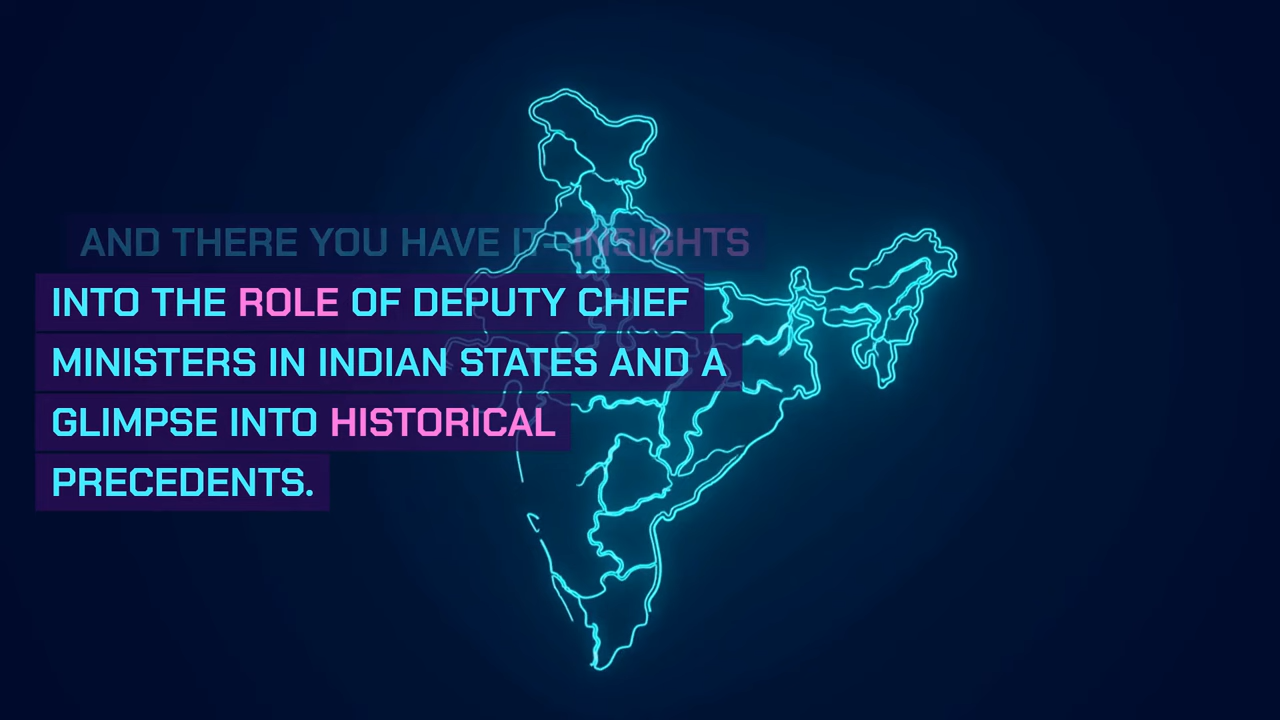 AND THERE YOU HAVE IT—INSIGHTS
INTO THE ROLE OF DEPUTY CHIEF
MINISTERS IN INDIAN STATES AND A
GLIMPSE INTO HISTORICAL
PRECEDENTS.